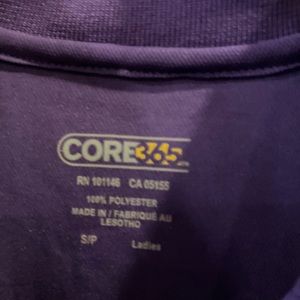 CORE365
RN 101146 CA 05155
100% POLYESTER
MADE IN / FABRIQUÉ AU
LESOTHO
S/P Ladies